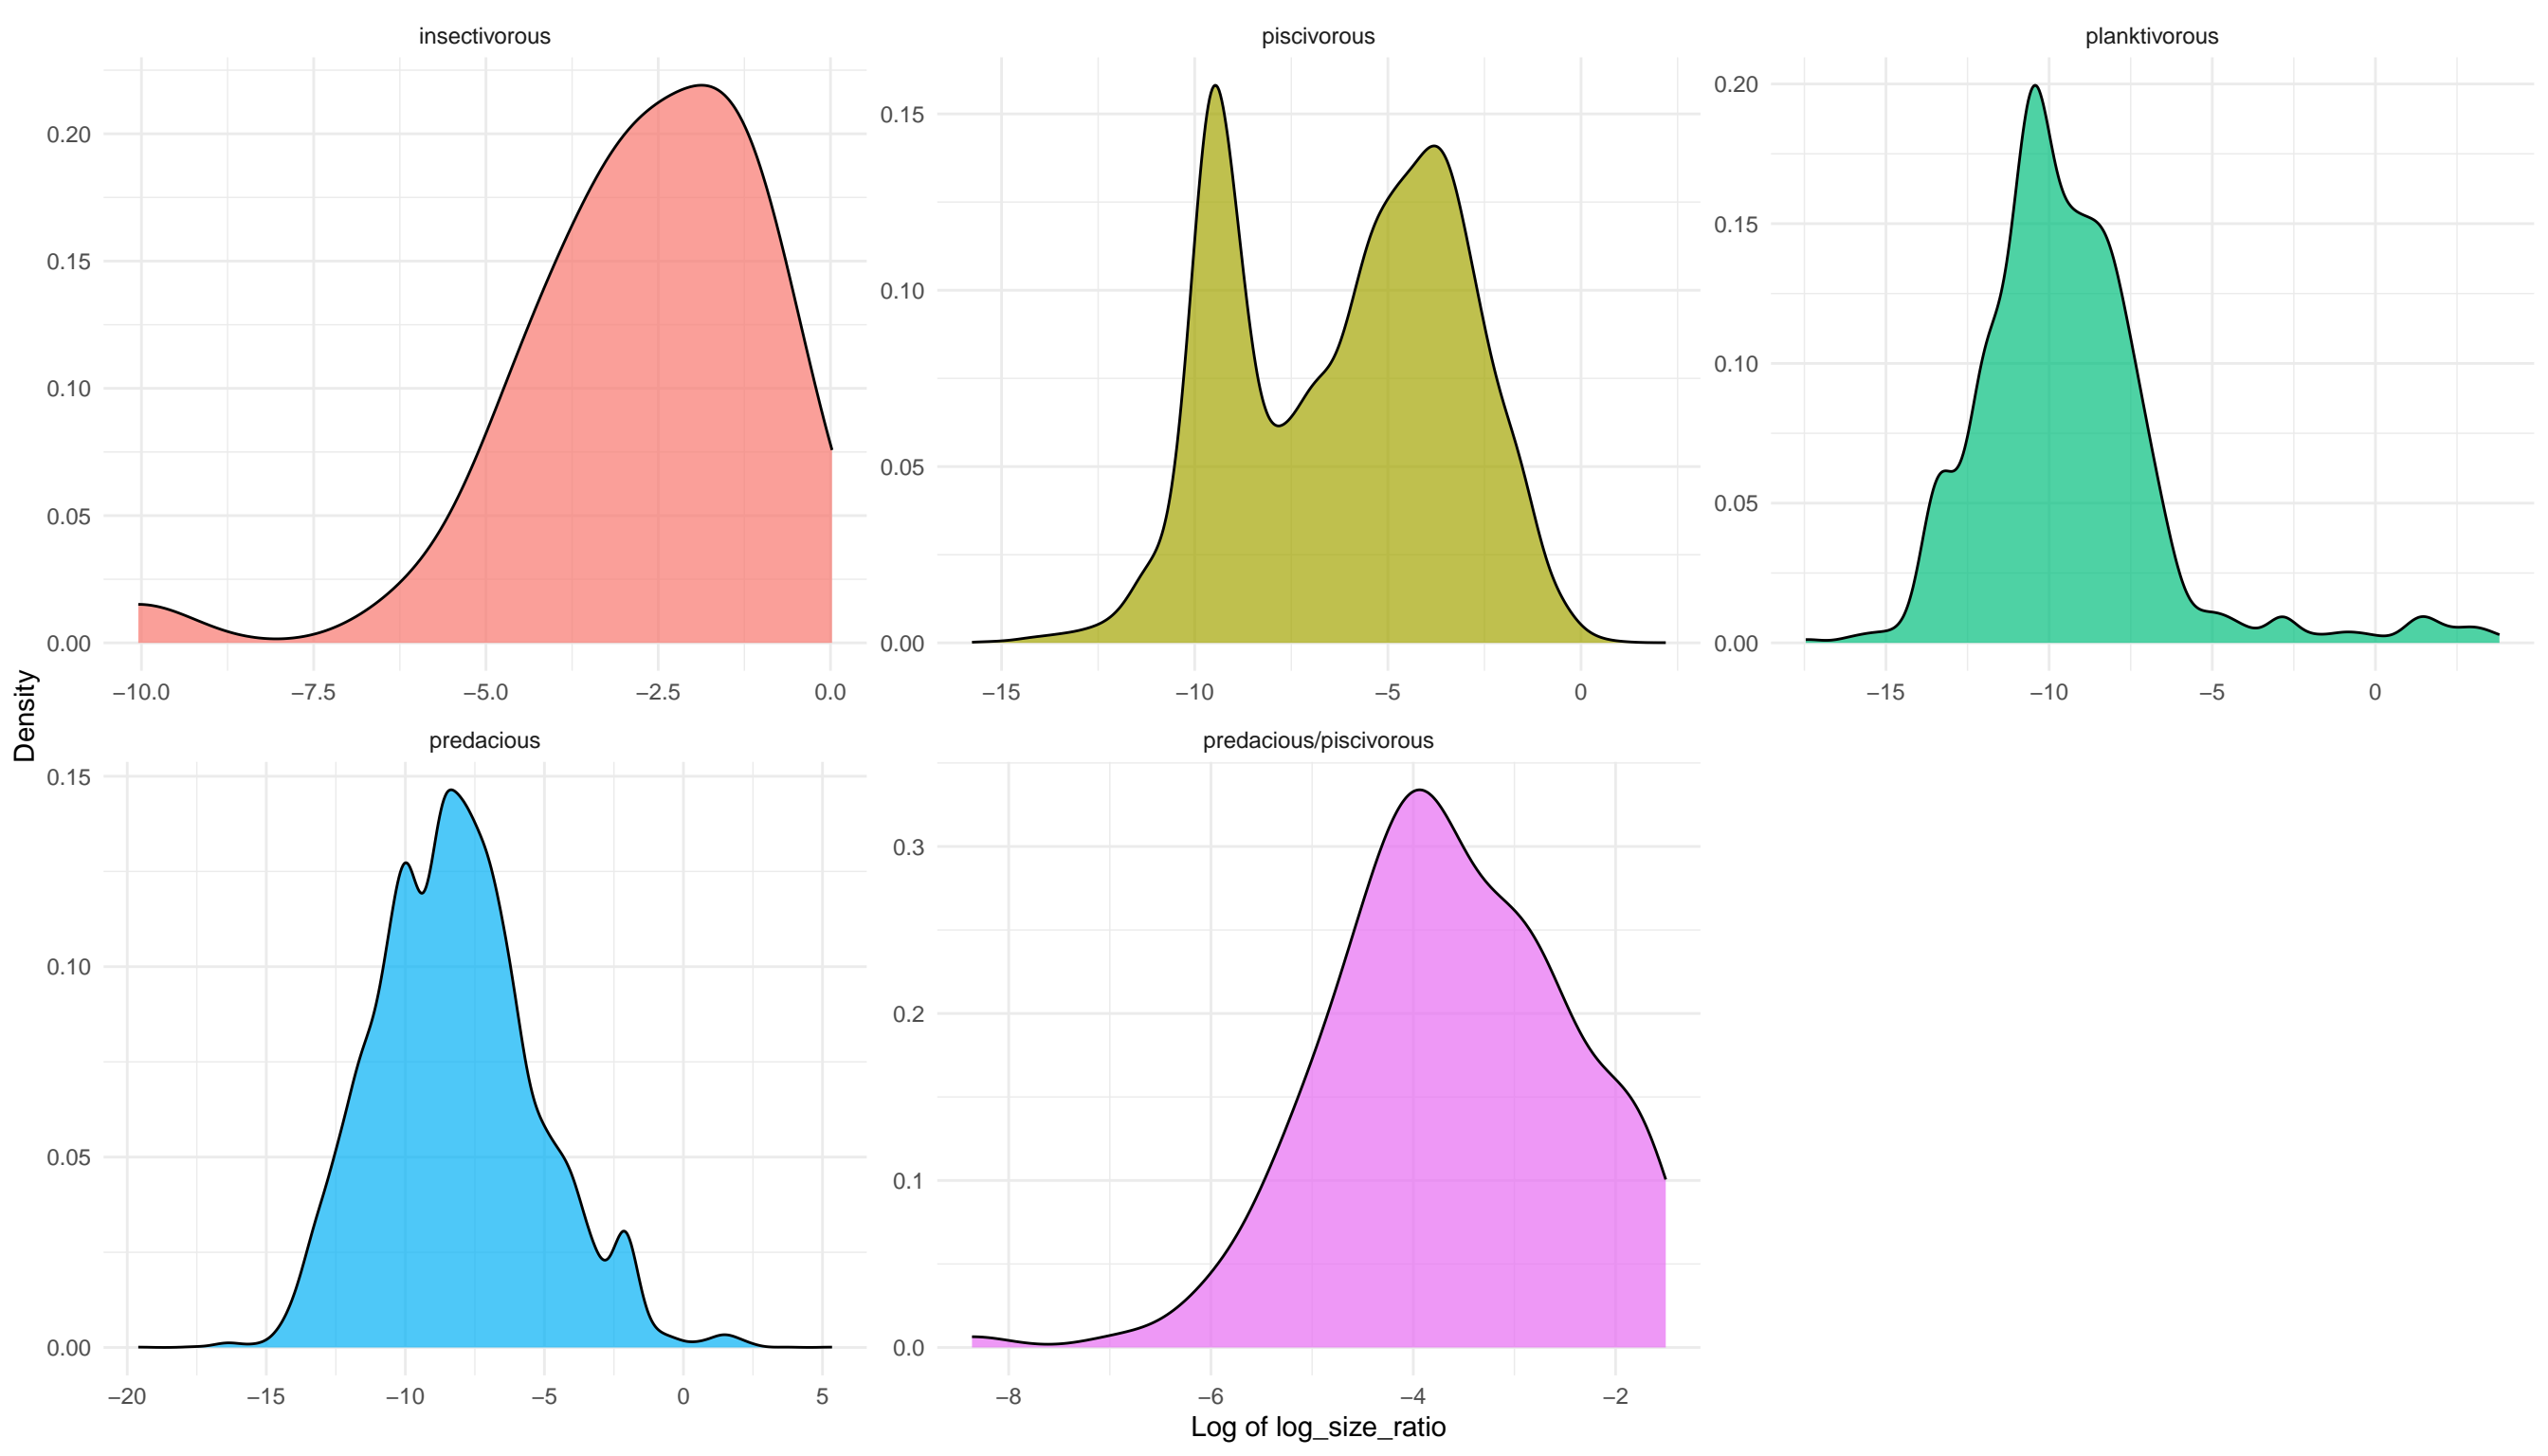 insectivorous piscivorous planktivorous
0.20 0.15 0.20
0.15 0.10 0.15
0.10 0.05 0.10
0.05 0.00 0.05
0.00 0.00
−10.0 −7.5 −5.0 −2.5 0.0 −15 −10 −5 0 −15 −10 −5 0
Density
predacious predacious/piscivorous
0.15 0.3
0.10 0.2
0.05 0.1
0.00 0.0
−20 −15 −10 −5 0 5 −8 −6 −4 −2
Log of log_size_ratio